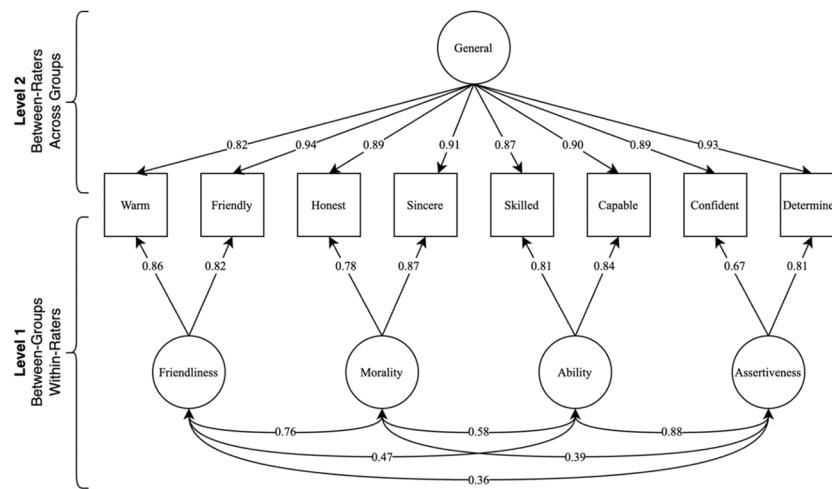 General
Level 2
Between-Raters
Across Groups
0.82
0.94
0.89
0.91
0.87
0.90
0.89
0.93
Warm
Friendly
Honest
Sincere
Skilled
Capable
Confident
Determine
0.86
0.82
0.78
0.87
0.81
0.84
0.67
0.81
Level 1
Between-Groups
Within-Raters
Friendliness
Morality
Ability
Assertiveness
0.76
0.58
0.88
0.47
0.39
0.36